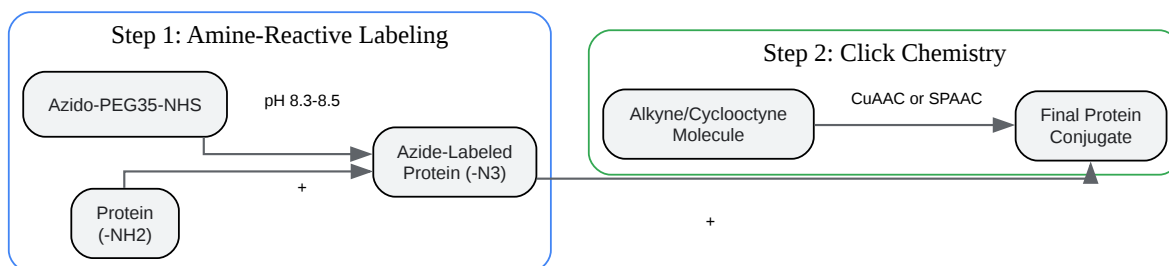 Step 1: Amine-Reactive Labeling
Azido-PEG35-NHS
pH 8.3-8.5
Azide-Labeled
Protein (-N3)
+
Protein
(-NH2)
Step 2: Click Chemistry
Alkyne/Cyclooctyne
Molecule
CuAAC or SPAAC
Final Protein
Conjugate
+